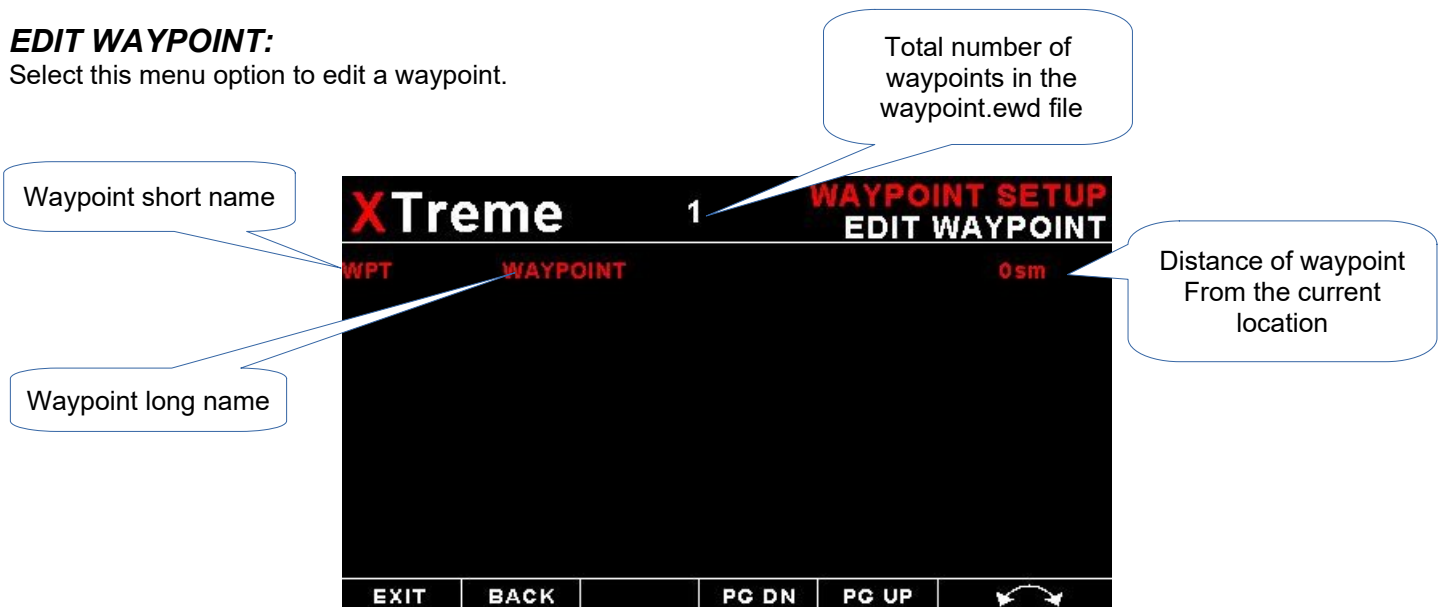 EDIT WAYPOINT:
Select this menu option to edit a waypoint.
Total number of
waypoints in the
waypoint.ewd file
Waypoint short name
XTreme
1
WAYPOINT SETUP
EDIT WAYPOINT
WPT WAYPOINT 0sm
Distance of waypoint
From the current
location
Waypoint long name
EXIT BACK PG DN PG UP